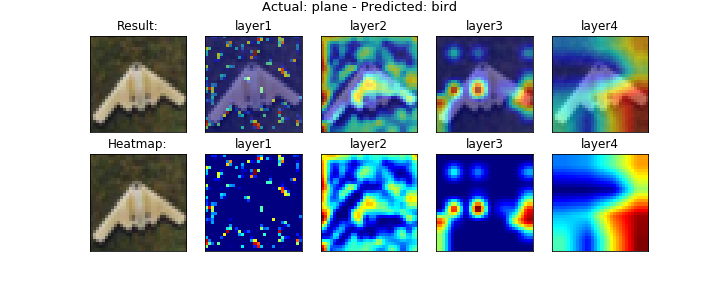 Actual: plane - Predicted: bird
Result: layer1 layer2 layer3 layer4
Heatmap: layer1 layer2 layer3 layer4